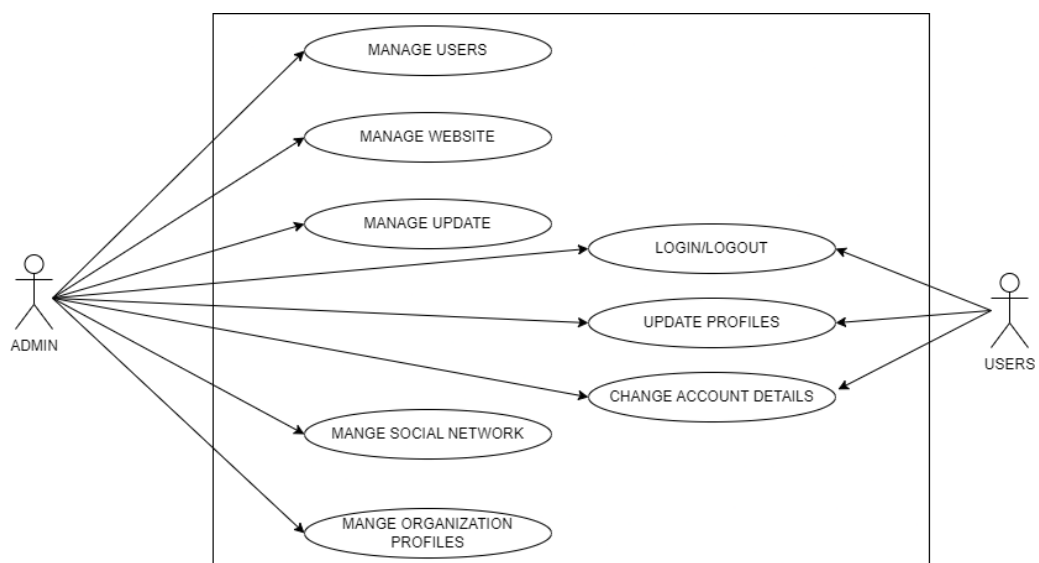 MANAGE USERS
MANAGE WEBSITE
MANAGE UPDATE
LOGIN/LOGOUT
ADMIN
UPDATE PROFILES
USERS
CHANGE ACCOUNT DETAILS
MANGE SOCIAL NETWORK
MANGE ORGANIZATION
PROFILES